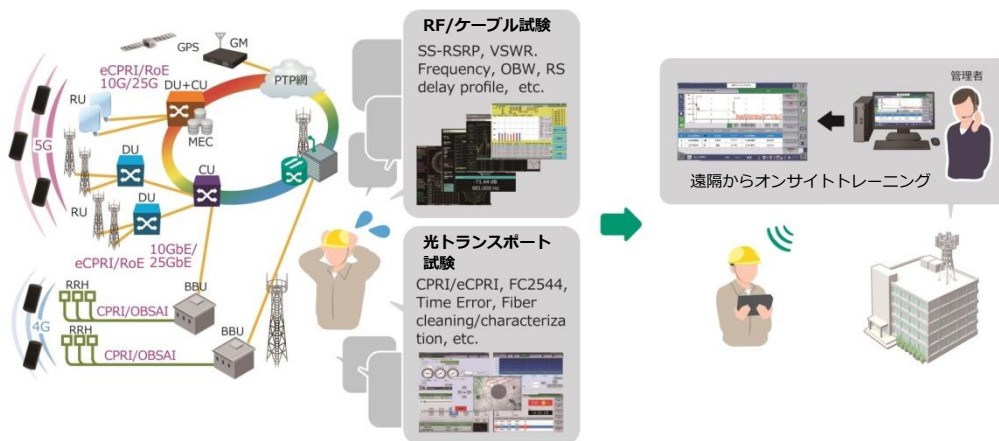 GPS
GM
PTP網
eCPRI/RoE
10G/25G
DU+CU
RU
MEC
5G
DU
CU
RU
DU
10GbE/
25GbE
eCPRI/RoE
BBU
RRH
CPRI/OBSAI
4G
RRH
CPRI/OBSAI
BBU
RF/ケーブル試験
SS-RSRP, VSWR.
Frequency, OBW, RS
delay profile, etc.
-71.44 dB
光トランスポート
試験
CPRI/eCPRI, FC2544,
Time Error, Fiber
cleaning/characteriza
tion, etc.
管理者
遠隔からオンサイトトレーニング